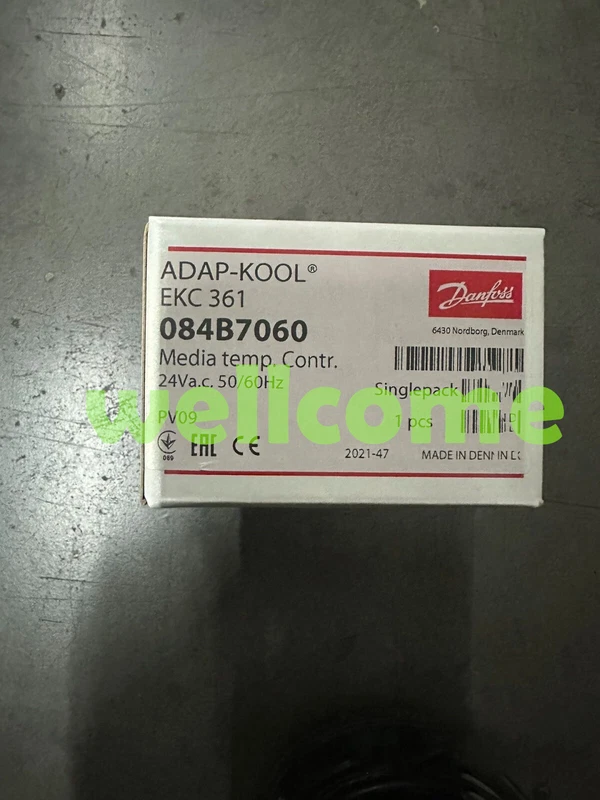 ADAP-KOOL®
EKC 361
084B7060
Media temp. Contr.
24Va.c. 50/60Hz
PV09
089
EAC CE
Danfoss
6430 Nordborg, Denmark
Singlepack
1 pcs
2021-47
MADE IN
wellcome